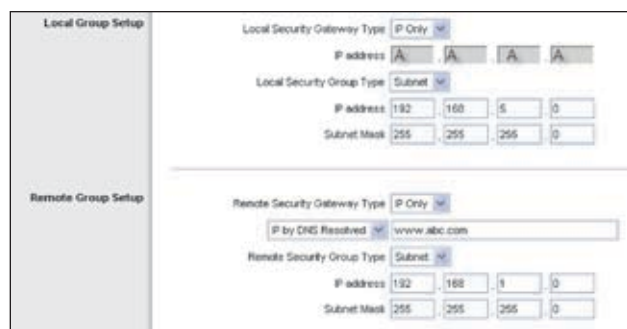 Local Group Setup
Local Security Gateway Type IP Only
IP address A . A . A . A
Local Security Group Type Subnet
IP address 192 . 168 . 5 . 0
Subnet Mask 255 . 255 . 255 . 0
Remote Group Setup
Remote Security Gateway Type IP Only
IP by DNS Resolved www.abc.com
Remote Security Group Type Subnet
IP address 192 . 168 . 1 . 0
Subnet Mask 255 . 255 . 255 . 0